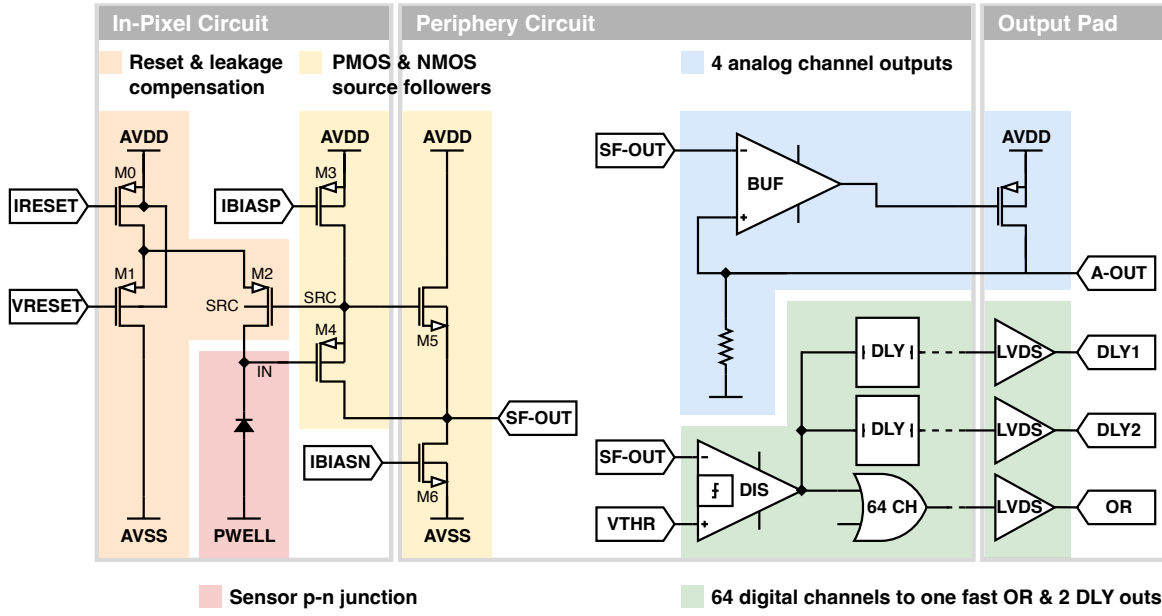 In-Pixel Circuit
Periphery Circuit
Output Pad
Reset & leakage
compensation
PMOS & NMOS
source followers
4 analog channel outputs
AVDD
AVDD
AVDD
AVDD
M0
M3
SF-OUT
BUF
IRESET
IBIASP
M1
M2
A-OUT
VRESET
SRC
SRC
M4
M5
DLY
LVDS
DLY1
IN
SF-OUT
DLY
LVDS
DLY2
IBIASN
SF-OUT
DIS
M6
64 CH
LVDS
OR
VTHR
AVSS
PWELL
AVSS
Sensor p-n junction
64 digital channels to one fast OR & 2 DLY outs